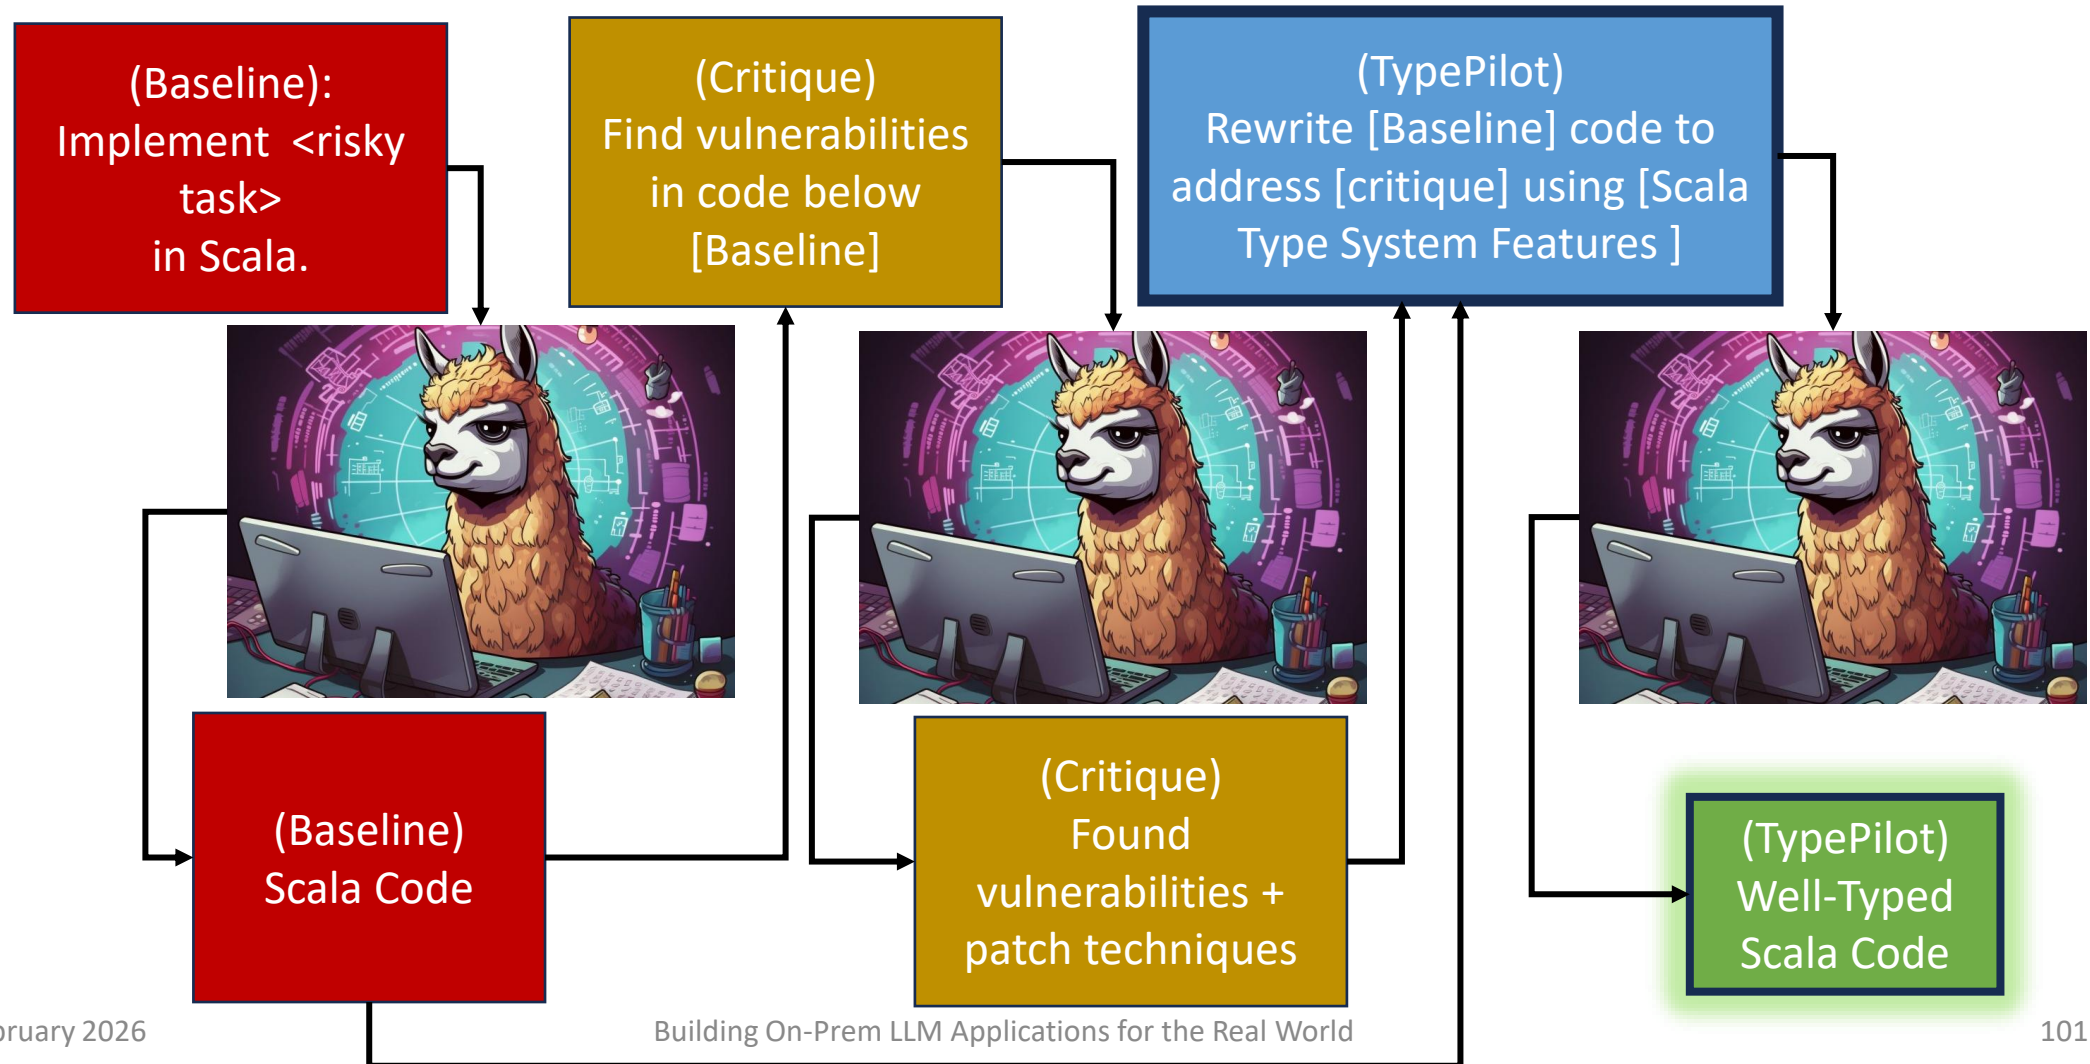 (Baseline):
Implement <risky
task>
in Scala.
(Critique)
Find vulnerabilities
in code below
[Baseline]
(TypePilot)
Rewrite [Baseline] code to
address [critique] using [Scala
Type System Features ]
(Baseline)
Scala Code
(Critique)
Found
vulnerabilities +
patch techniques
(TypePilot)
Well-Typed
Scala Code
bruary 2026
Building On-Prem LLM Applications for the Real World
101